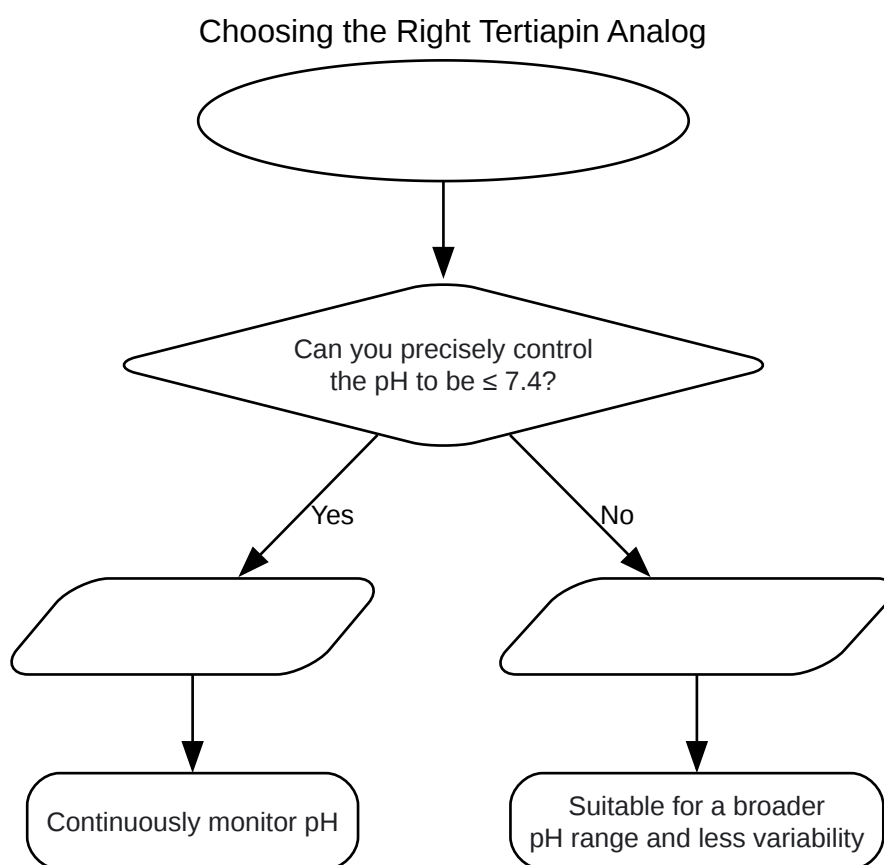 Choosing the Right Tertiapin Analog
Can you precisely control
the pH to be ≤ 7.4?
Yes
No
Continuously monitor pH
Suitable for a broader
pH range and less variability